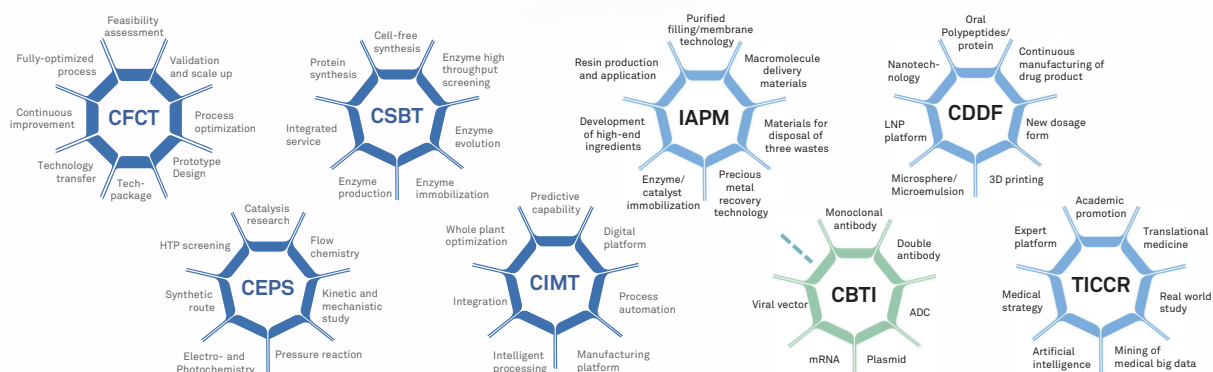 Feasibility
assessment
Fully-optimized
process
Validation
and scale up
CFCT
Continuous
improvement
Process
optimization
Technology
transfer
Tech-
package
Prototype
Design
Cell-free
synthesis
Protein
synthesis
Enzyme high
throughput
screening
CSBT
Integrated
service
Enzyme
evolution
Enzyme
production
Enzyme
immobilization
Purified
filling/membrane
technology
Resin production
and application
Macromolecule
delivery
materials
IAPM
Development
of high-end
ingredients
Materials for
disposal of
three wastes
Enzyme/
catalyst
immobilization
Precious
metal
recovery
technology
Oral
Polypeptides/
protein
Nanotech-
nology
Continuous
manufacturing of
drug product
CDDF
LNP
platform
New dosage
form
Microsphere/
Microemulsion
3D printing
Catalysis
research
HTP screening
Flow
chemistry
CEPS
Synthetic
route
Kinetic and
mechanistic
study
Electro- and
Photochemistry
Pressure reaction
Predictive
capability
Whole plant
optimization
Digital
platform
CIMT
Integration
Process
automation
Intelligent
processing
Manufacturing
platform
Monoclonal
antibody
Double
antibody
CBTI
Viral vector
ADC
mRNA
Plasmid
Academic
promotion
Expert
platform
Translational
medicine
TICCR
Medical
strategy
Real world
study
Artificial
intelligence
Mining of
medical big data